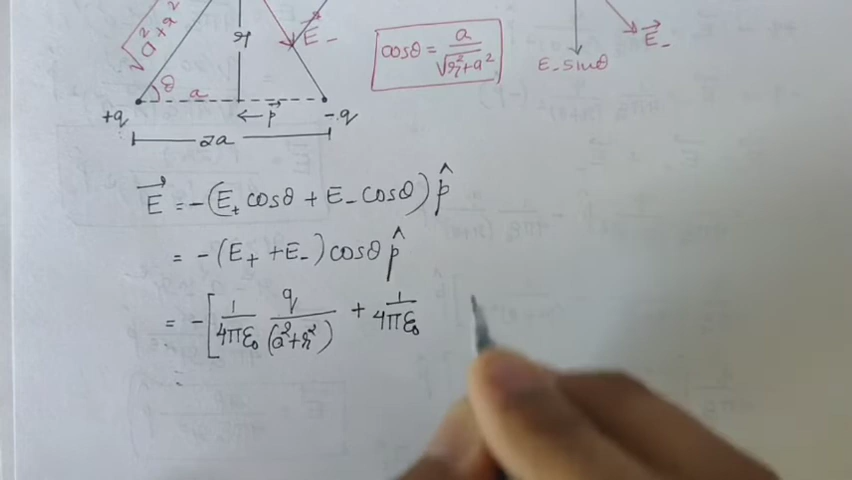 √a²+r²
r
E⃗₋
cosθ = a/√r²+a²
E₋ sinθ
E⃗₋
θ
a
+q
← p⃗
-q
2a
E⃗ = -(E₊ cosθ + E₋ cosθ) p̂
= -(E₊ + E₋) cosθ p̂
= -[1/4πε₀ q/(a²+r²) + 1/4πε₀